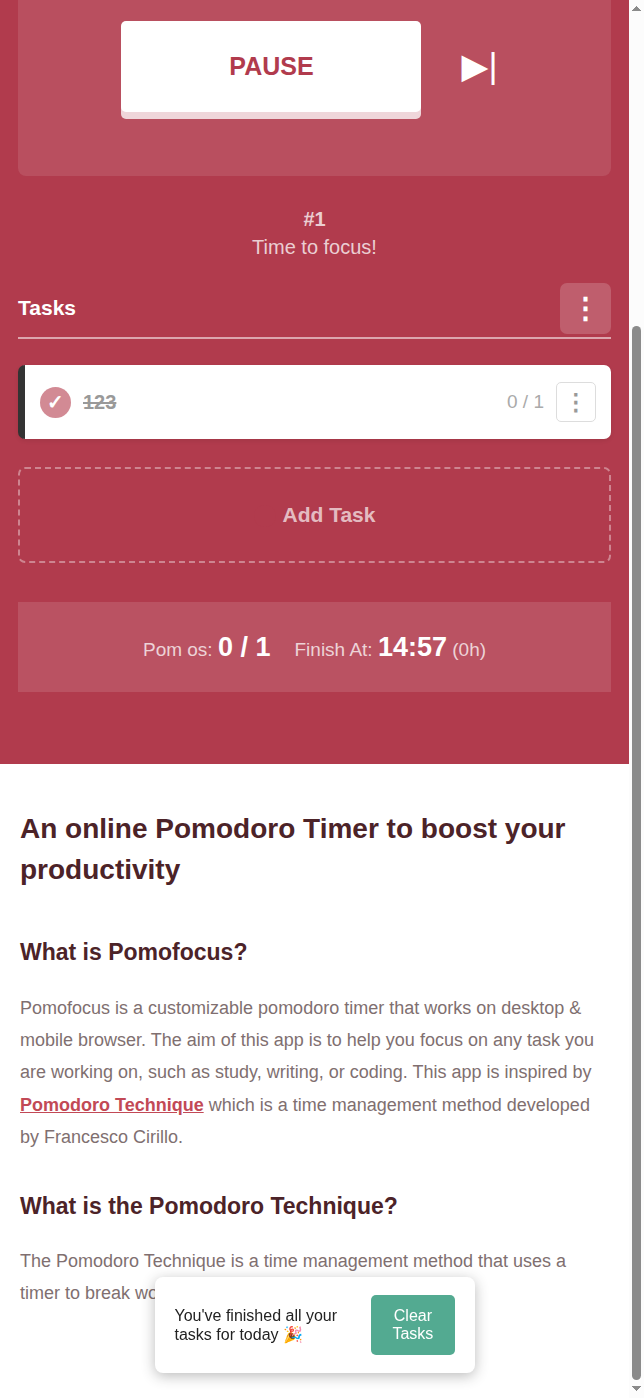 PAUSE
#1
Time to focus!
Tasks
123 0 / 1
Add Task
Pom os: 0 / 1 Finish At: 14:57 (0h)
An online Pomodoro Timer to boost your
productivity
What is Pomofocus?
Pomofocus is a customizable pomodoro timer that works on desktop &
mobile browser. The aim of this app is to help you focus on any task you
are working on, such as study, writing, or coding. This app is inspired by
Pomodoro Technique which is a time management method developed
by Francesco Cirillo.
What is the Pomodoro Technique?
The Pomodoro Technique is a time management method that uses a
timer to break
You've finished all your
tasks for today 🎉
Clear
Tasks